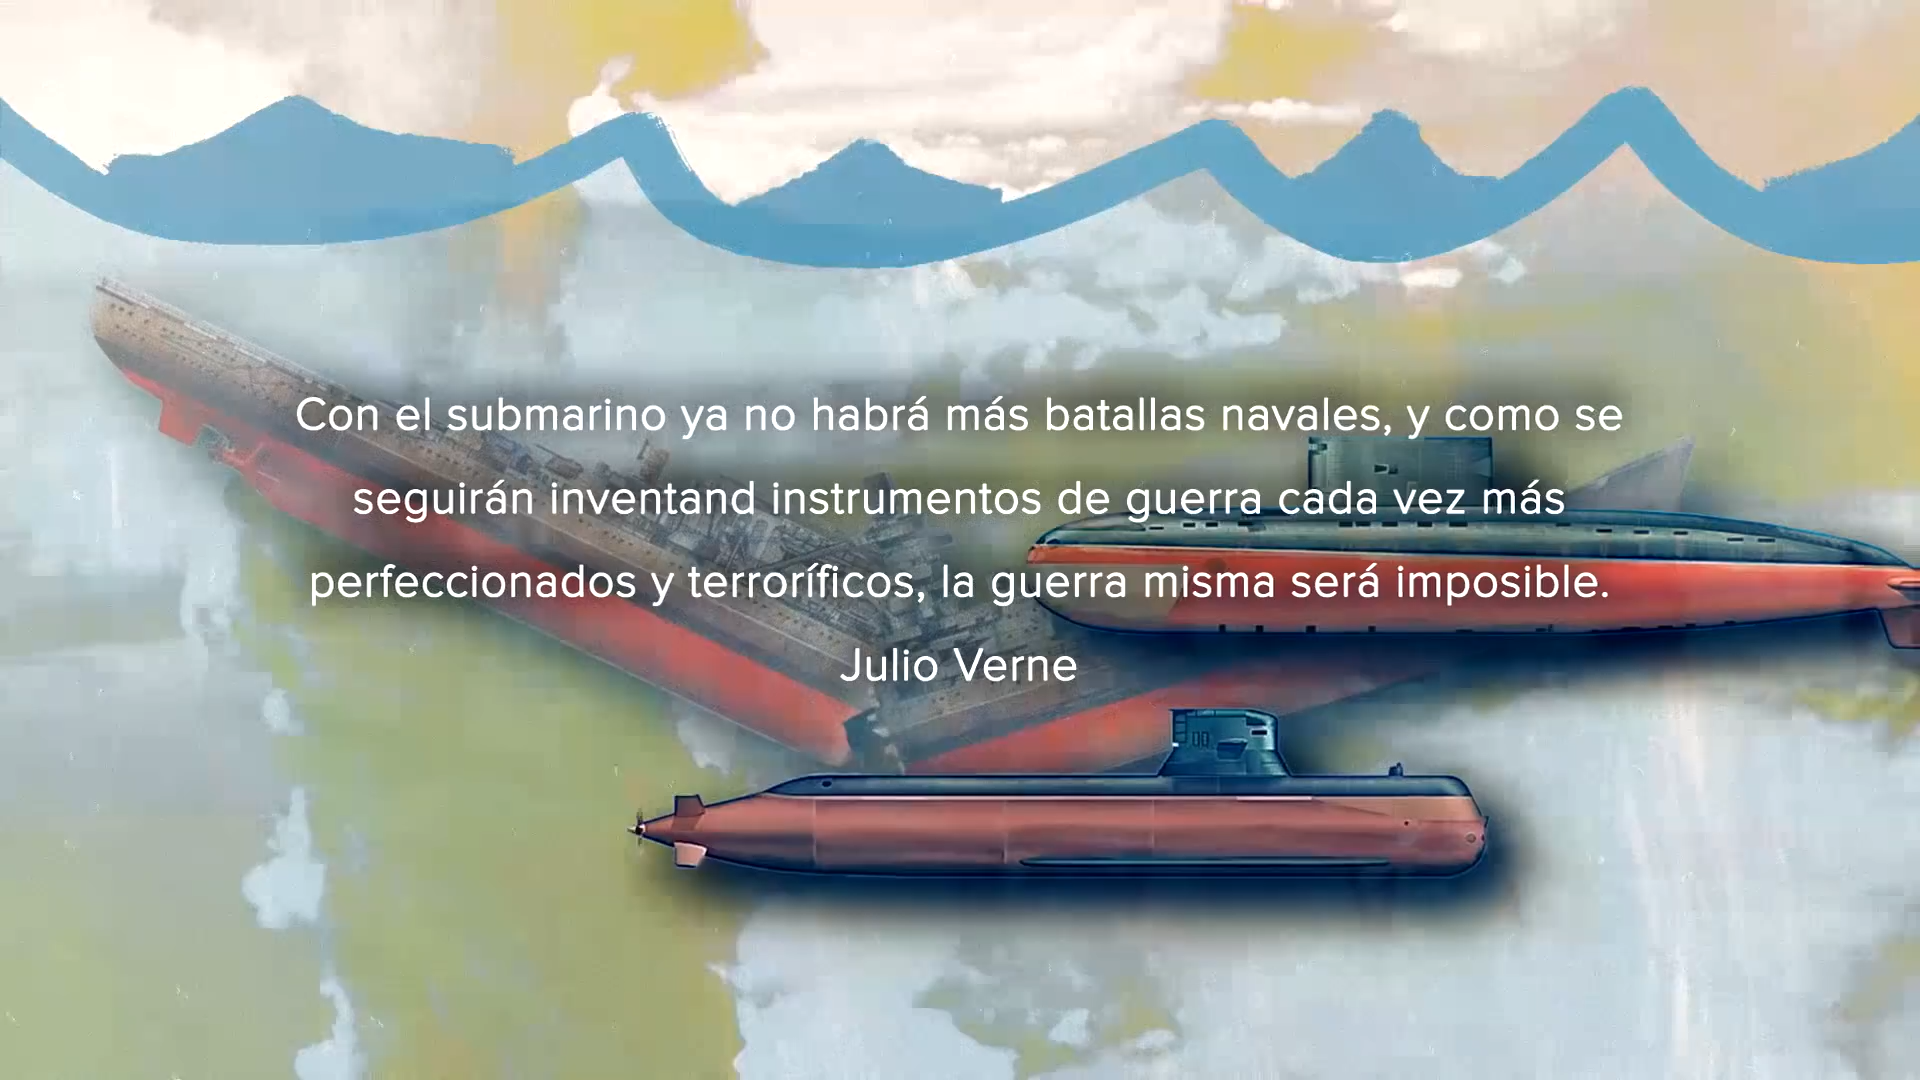 Con el submarino ya no habrá más batallas navales, y como se
seguirán inventand instrumentos de guerra cada vez más
perfeccionados y terroríficos, la guerra misma será imposible.
Julio Verne